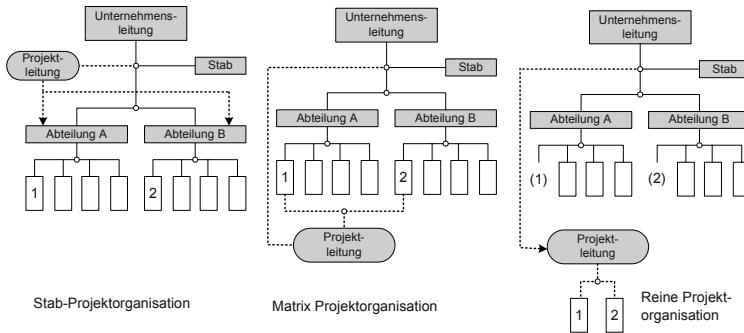 Unternehmens-
leitung
Projekt-
leitung
Stab
Abteilung A
Abteilung B
1
2
Stab-Projektorganisation
Unternehmens-
leitung
Stab
Abteilung A
Abteilung B
1
2
Projekt-
leitung
Matrix Projektorganisation
Unternehmens-
leitung
Stab
Abteilung A
Abteilung B
(1)
(2)
Projekt-
leitung
1
2
Reine Projekt-
organisation